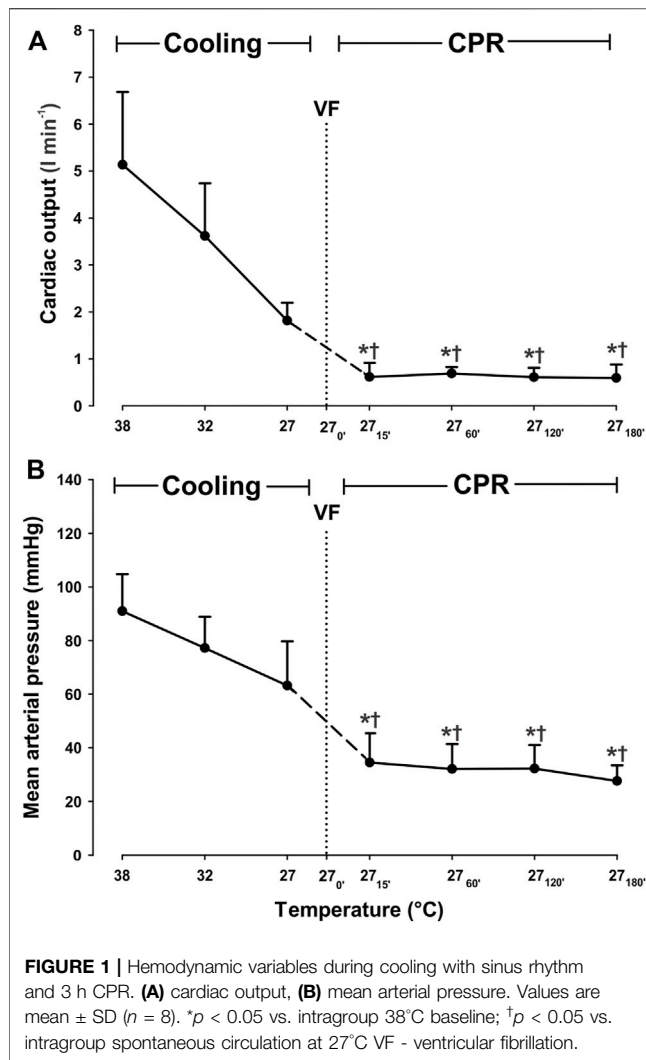 A
Cooling
CPR
VF
Cardiac output (l min⁻¹)
8
7
6
5
4
3
2
1
0
*†
*†
*†
*†
38
32
27
27₀'
27₁₅'
27₆₀'
27₁₂₀'
27₁₈₀'
B
Cooling
CPR
VF
Mean arterial pressure (mmHg)
140
120
100
80
60
40
20
0
*†
*†
*†
*†
38
32
27
27₀'
27₁₅'
27₆₀'
27₁₂₀'
27₁₈₀'
Temperature (°C)
FIGURE 1 | Hemodynamic variables during cooling with sinus rhythm
and 3 h CPR. (A) cardiac output, (B) mean arterial pressure. Values are
mean ± SD (n = 8). *p < 0.05 vs. intragroup 38°C baseline; †p < 0.05 vs.
intragroup spontaneous circulation at 27°C VF - ventricular fibrillation.